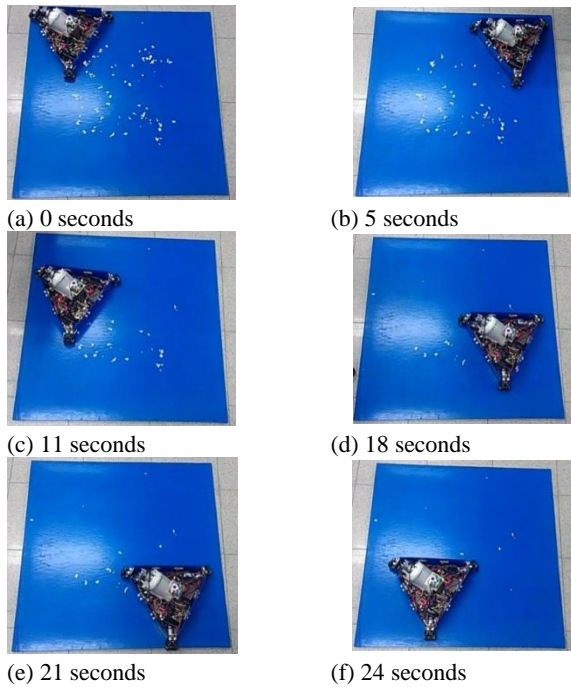 (a) 0 seconds
(b) 5 seconds
(c) 11 seconds
(d) 18 seconds
(e) 21 seconds
(f) 24 seconds